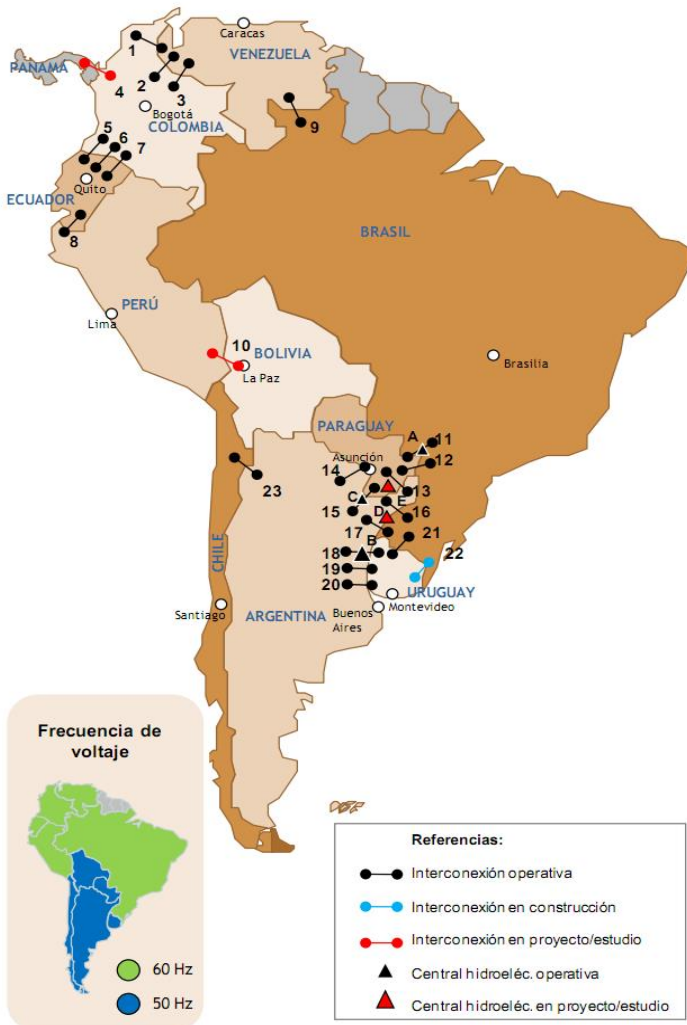 Caracas
VENEZUELA
1
PANAMÁ
2
4
3
Bogotá
COLOMBIA
9
5
6
7
Quito
ECUADOR
8
BRASIL
PERÚ
Lima
10
BOLIVIA
La Paz
Brasilia
PARAGUAY
A
11
Asunción
12
14
13
C
E
15
D
16
17
21
B
18
22
19
20
23
CHILE
URUGUAY
Santiago
ARGENTINA
Buenos
Aires
Montevideo
Frecuencia de
voltaje
60 Hz
50 Hz
Referencias:
Interconexión operativa
Interconexión en construcción
Interconexión en proyecto/estudio
Central hidroeléc. operativa
Central hidroeléc. en proyecto/estudio